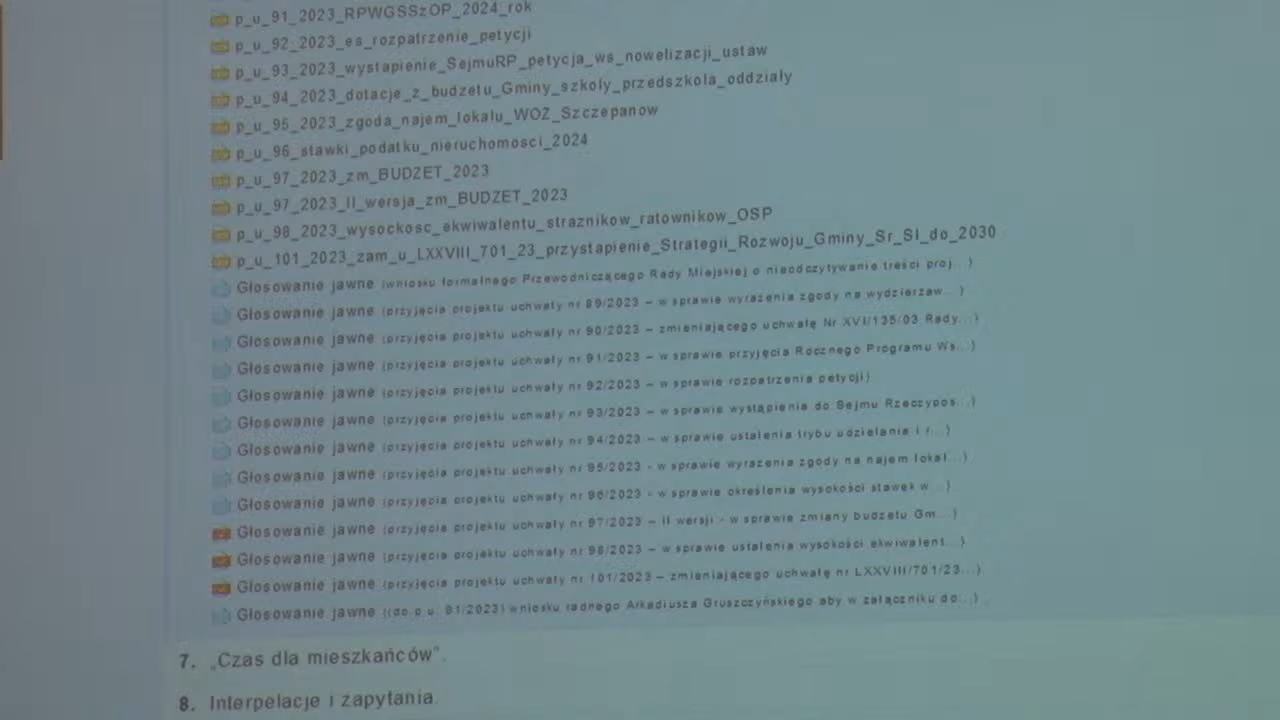 p_u_91_2023_RPWGSSzOP_2024_rok
p_u_92_2023_es_rozpatrzenie_petycji
p_u_93_2023_wystapienie_SejmuRP_petycja_ws_nowelizacji_ustaw
p_u_94_2023_dotacje_z_budzetu_Gminy_szkoly_przedszkola_oddzialy
p_u_95_2023_zgoda_najem_lokalu_WOZ_Szczepanow
p_u_96_stawki_podatku_nieruchomosci_2024
p_u_97_2023_zm_BUDZET_2023
p_u_97_2023_II_wersja_zm_BUDZET_2023
p_u_98_2023_wysockosc_ekwiwalentu_straznikow_ratownikow_OSP
p_u_101_2023_zam_u_LXXVIII_701_23_przystapienie_Strategii_Rozwoju_Gminy_Sr_Sl_do_2030
Głosowanie jawne (wniosku formalnego Przewodniczącego Rady Miejskiej o nieodczytywanie treści proj...)
Głosowanie jawne (przyjęcia projektu uchwały nr 89/2023 – w sprawie wyrażenia zgody na wydzierżaw...)
Głosowanie jawne (przyjęcia projektu uchwały nr 90/2023 – zmieniającego uchwałę Nr XVI/135/03 Rady...)
Głosowanie jawne (przyjęcia projektu uchwały nr 91/2023 – w sprawie przyjęcia Rocznego Programu Ws...)
Głosowanie jawne (przyjęcia projektu uchwały nr 92/2023 – w sprawie rozpatrzenia petycji)
Głosowanie jawne (przyjęcia projektu uchwały nr 93/2023 – w sprawie wystąpienia do Sejmu Rzeczypos...)
Głosowanie jawne (przyjęcia projektu uchwały nr 94/2023 – w sprawie ustalenia trybu udzielania i r...)
Głosowanie jawne (przyjęcia projektu uchwały nr 95/2023 - w sprawie wyrażenia zgody na najem lokal...)
Głosowanie jawne (przyjęcia projektu uchwały nr 96/2023 - w sprawie określenia wysokości stawek w ...)
Głosowanie jawne (przyjęcia projektu uchwały nr 97/2023 – II wersji - w sprawie zmiany budżetu Gm...)
Głosowanie jawne (przyjęcia projektu uchwały nr 98/2023 – w sprawie ustalenia wysokości ekwiwalent...)
Głosowanie jawne (przyjęcia projektu uchwały nr 101/2023 – zmieniającego uchwałę nr LXXVIII/701/23...)
Głosowanie jawne ((do p.u. 91/2023) wniosku radnego Arkadiusza Gruszczyńskiego aby w załączniku do...)
7. „Czas dla mieszkańców".
8. Interpelacje i zapytania.